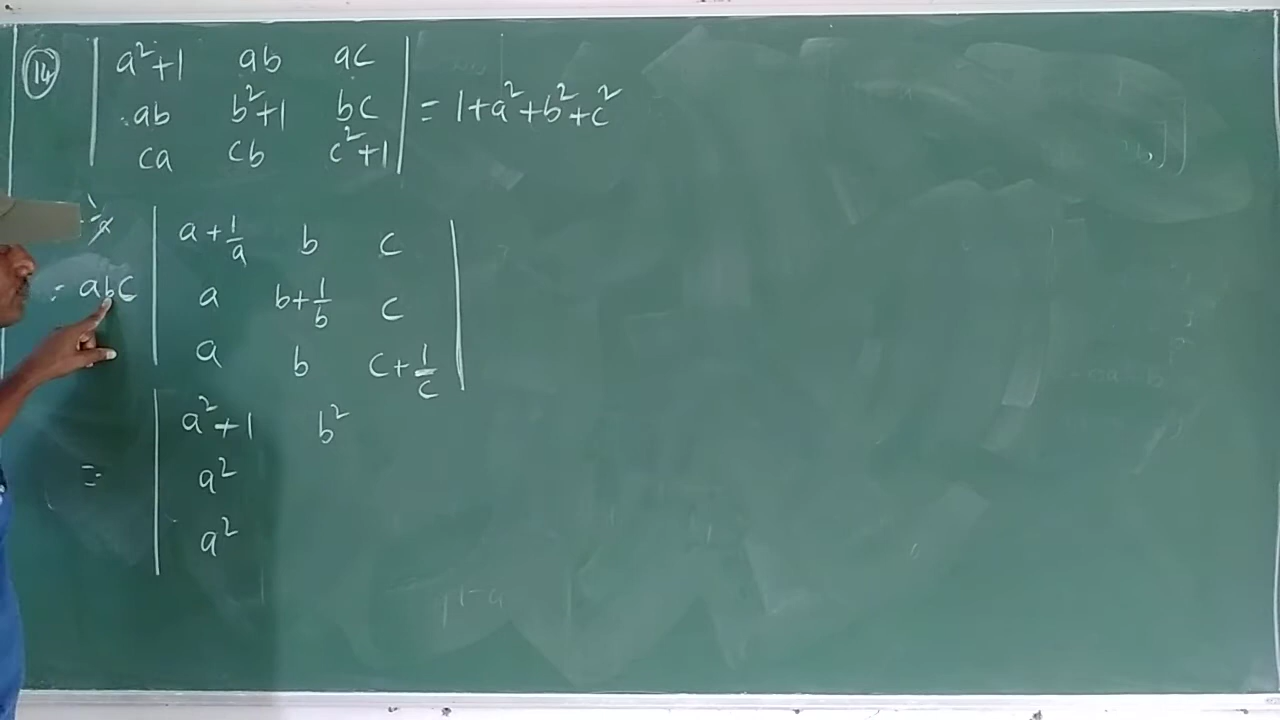 14 | a²+1 ab ac |
| ab b²+1 bc | = 1+a²+b²+c²
| ca cb c²+1 |
| a+1/a b c |
= abc | a b+1/b c |
| a b c+1/c |
| a²+1 b²
= | a²
| a²